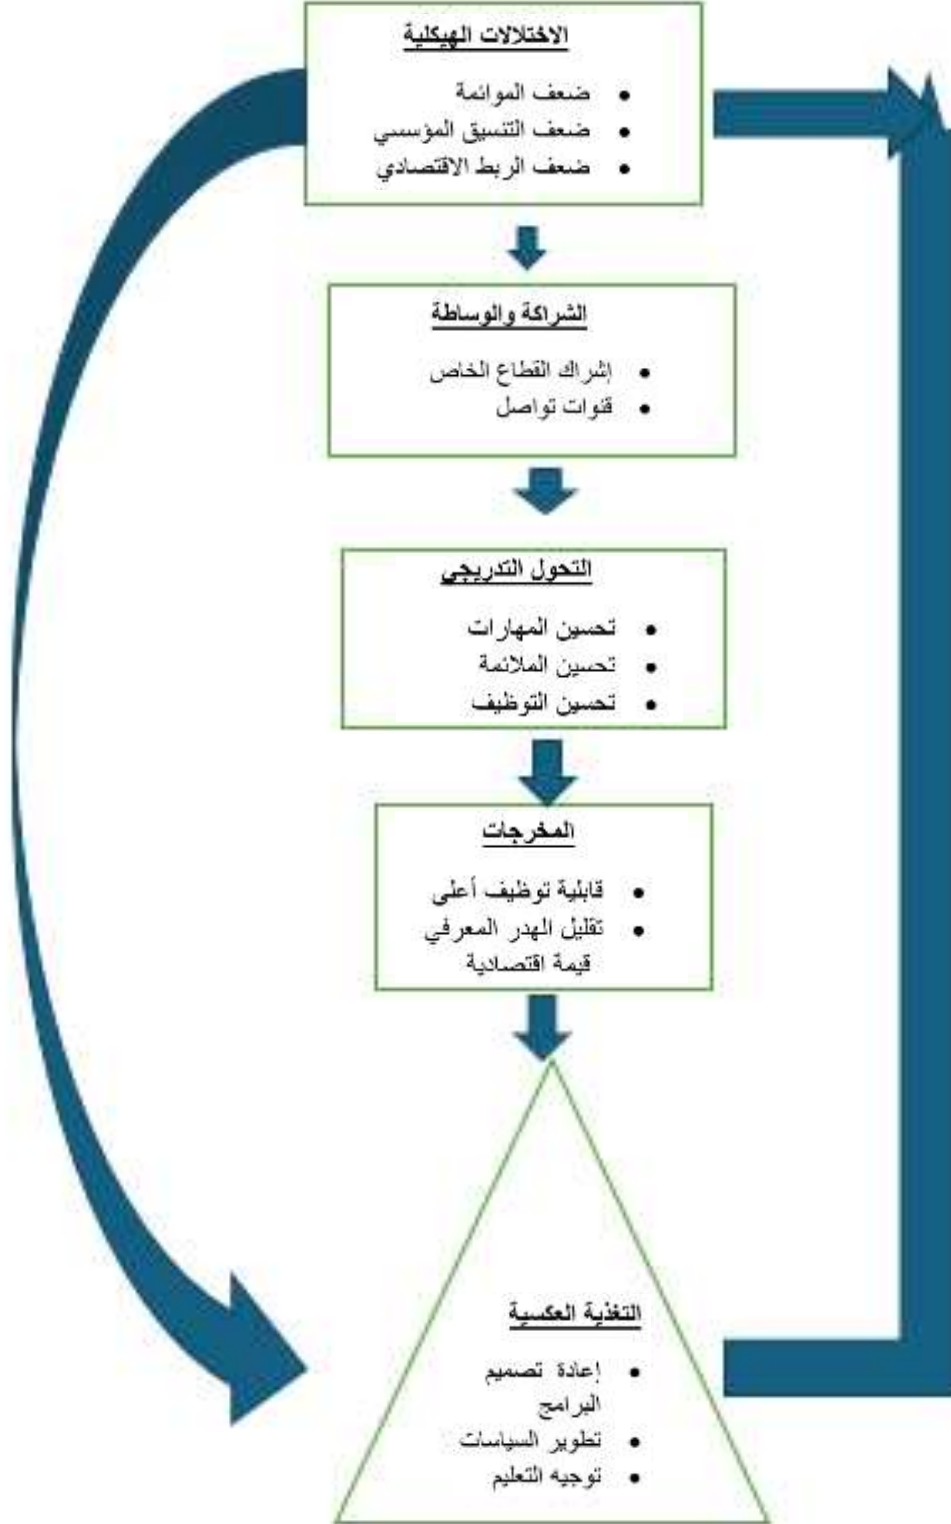 الاختلالات الهيكلية
• ضعف الموائمة
• ضعف التنسيق المؤسسي
• ضعف الربط الاقتصادي
الشراكة والوساطة
• إشراك القطاع الخاص
• قنوات تواصل
التحول التدريجي
• تحسين المهارات
• تحسين الملائمة
• تحسين التوظيف
المخرجات
• قابلية توظيف أعلى
• تقليل الهدر المعرفي
قيمة اقتصادية
التغذية العكسية
• إعادة تصميم
البرامج
• تطوير السياسات
• توجيه التعليم